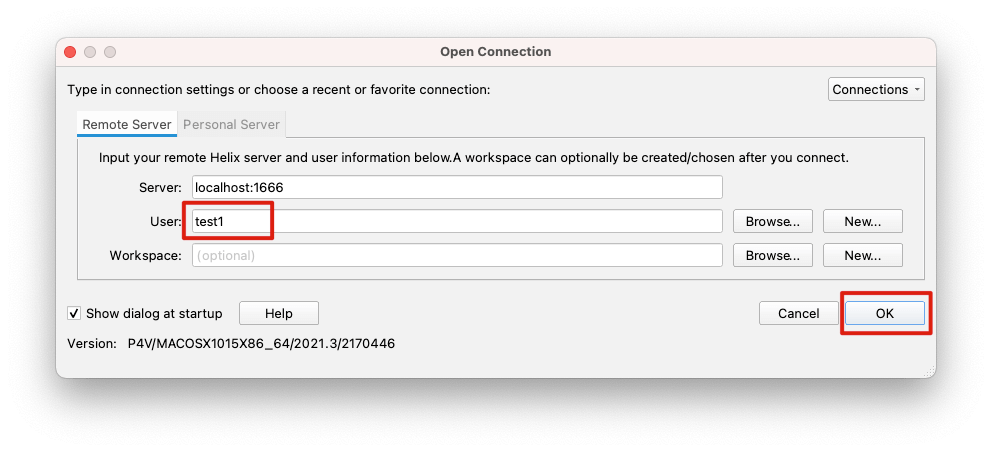 Open Connection
Type in connection settings or choose a recent or favorite connection: Connections
Remote Server Personal Server
Input your remote Helix server and user information below.A workspace can optionally be created/chosen after you connect.
Server: localhost:1666
User: test1 Browse... New...
Workspace: (optional) Browse... New...
Show dialog at startup Help Cancel OK
Version: P4V/MACOSX1015X86_64/2021.3/2170446